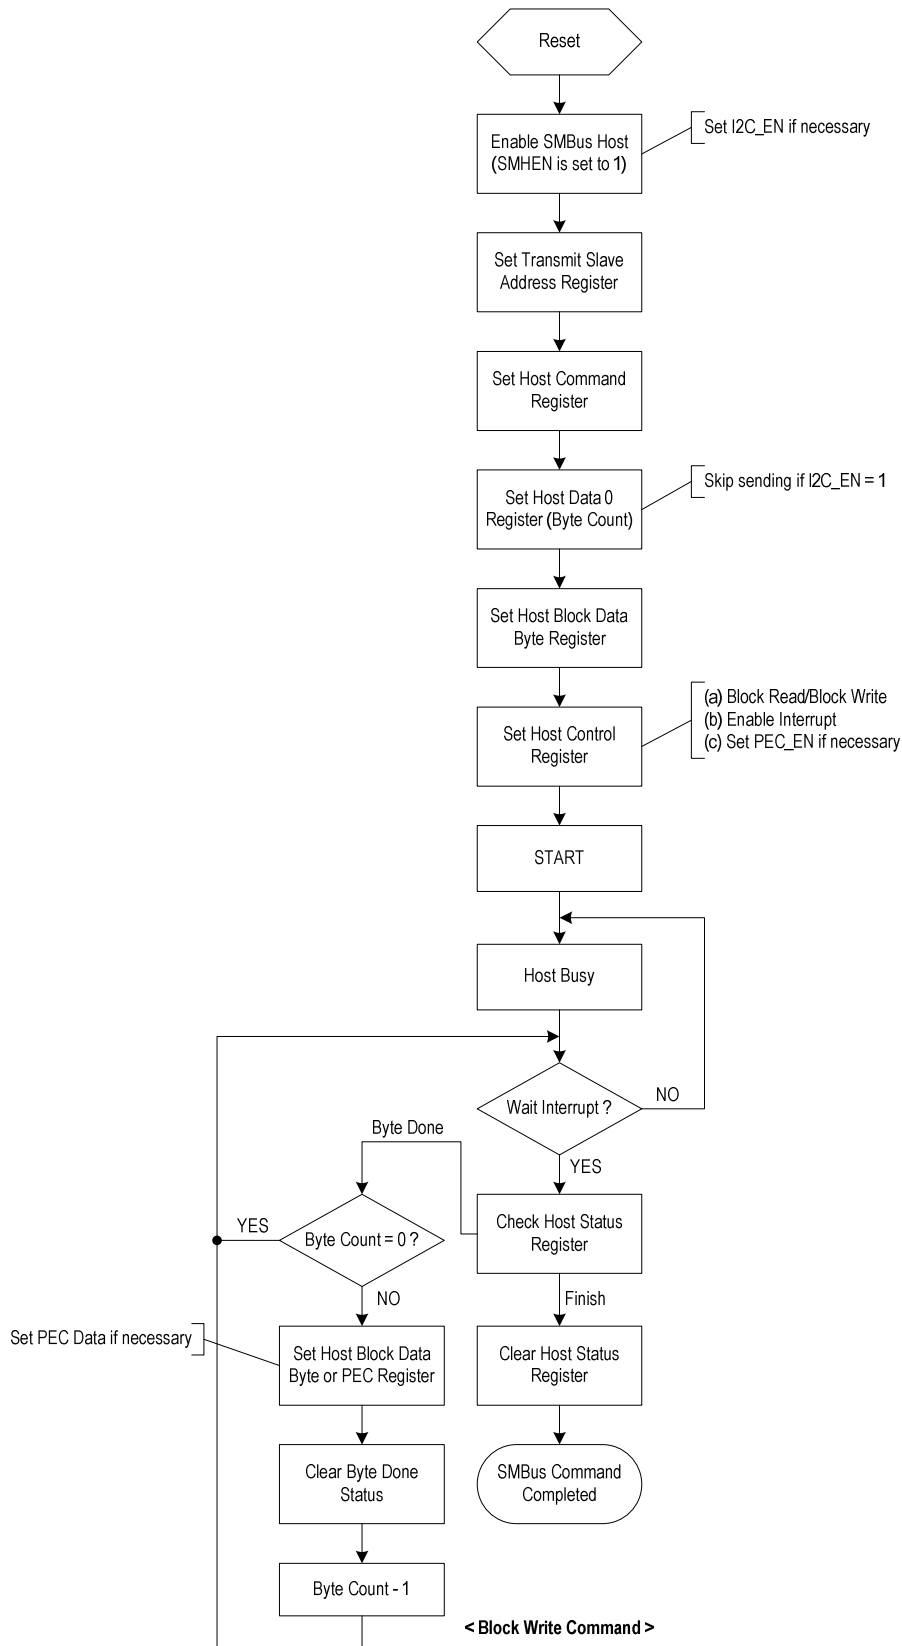 Reset
Enable SMBus Host
(SMHEN is set to 1)
Set I2C_EN if necessary
Set Transmit Slave
Address Register
Set Host Command
Register
Set Host Data 0
Register (Byte Count)
Skip sending if I2C_EN = 1
Set Host Block Data
Byte Register
Set Host Control
Register
(a) Block Read/Block Write
(b) Enable Interrupt
(c) Set PEC_EN if necessary
START
Host Busy
Wait Interrupt ?
NO
YES
Byte Done
Check Host Status
Register
Byte Count = 0 ?
YES
NO
Finish
Set PEC Data if necessary
Set Host Block Data
Byte or PEC Register
Clear Host Status
Register
Clear Byte Done
Status
SMBus Command
Completed
Byte Count - 1
< Block Write Command >